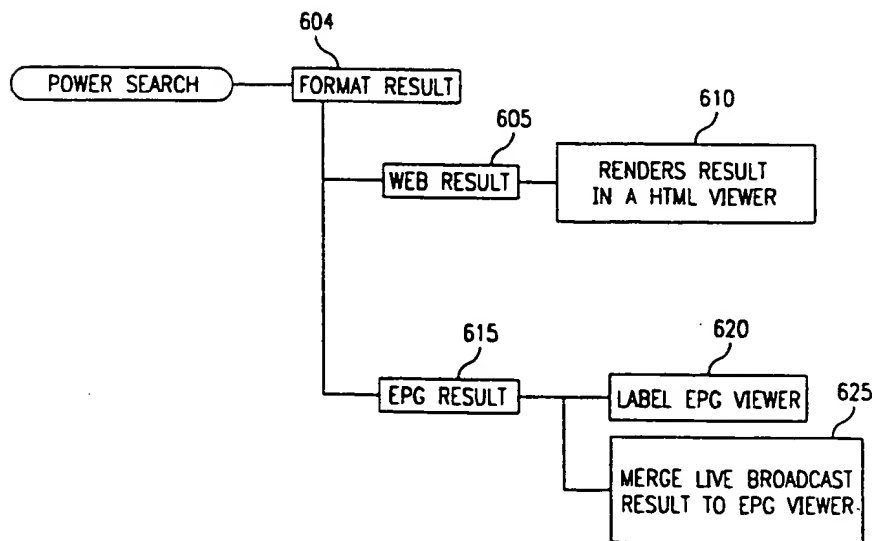 604
POWER SEARCH
FORMAT RESULT
605
610
WEB RESULT
RENDERS RESULT
IN A HTML VIEWER
615
620
EPG RESULT
LABEL EPG VIEWER
625
MERGE LIVE BROADCAST
RESULT TO EPG VIEWER